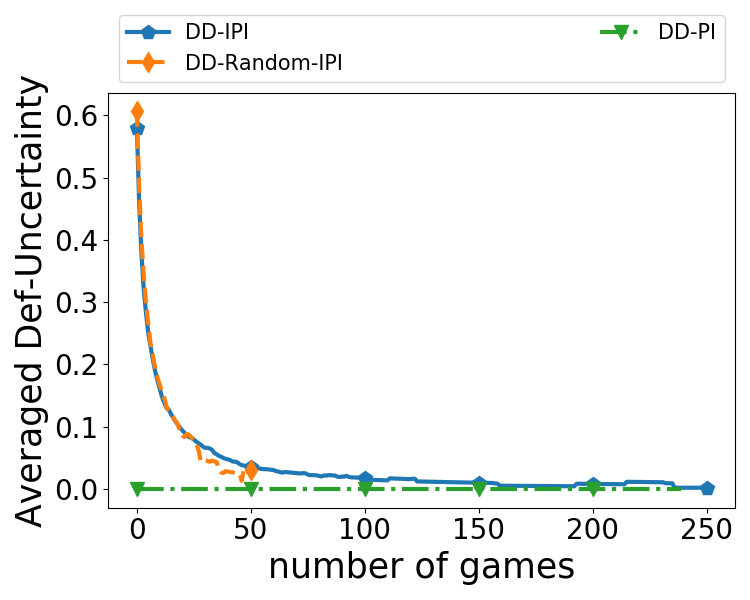 DD-IPI
DD-Random-IPI
DD-PI
Averaged Def-Uncertainty
0.6
0.5
0.4
0.3
0.2
0.1
0.0
0 50 100 150 200 250
number of games